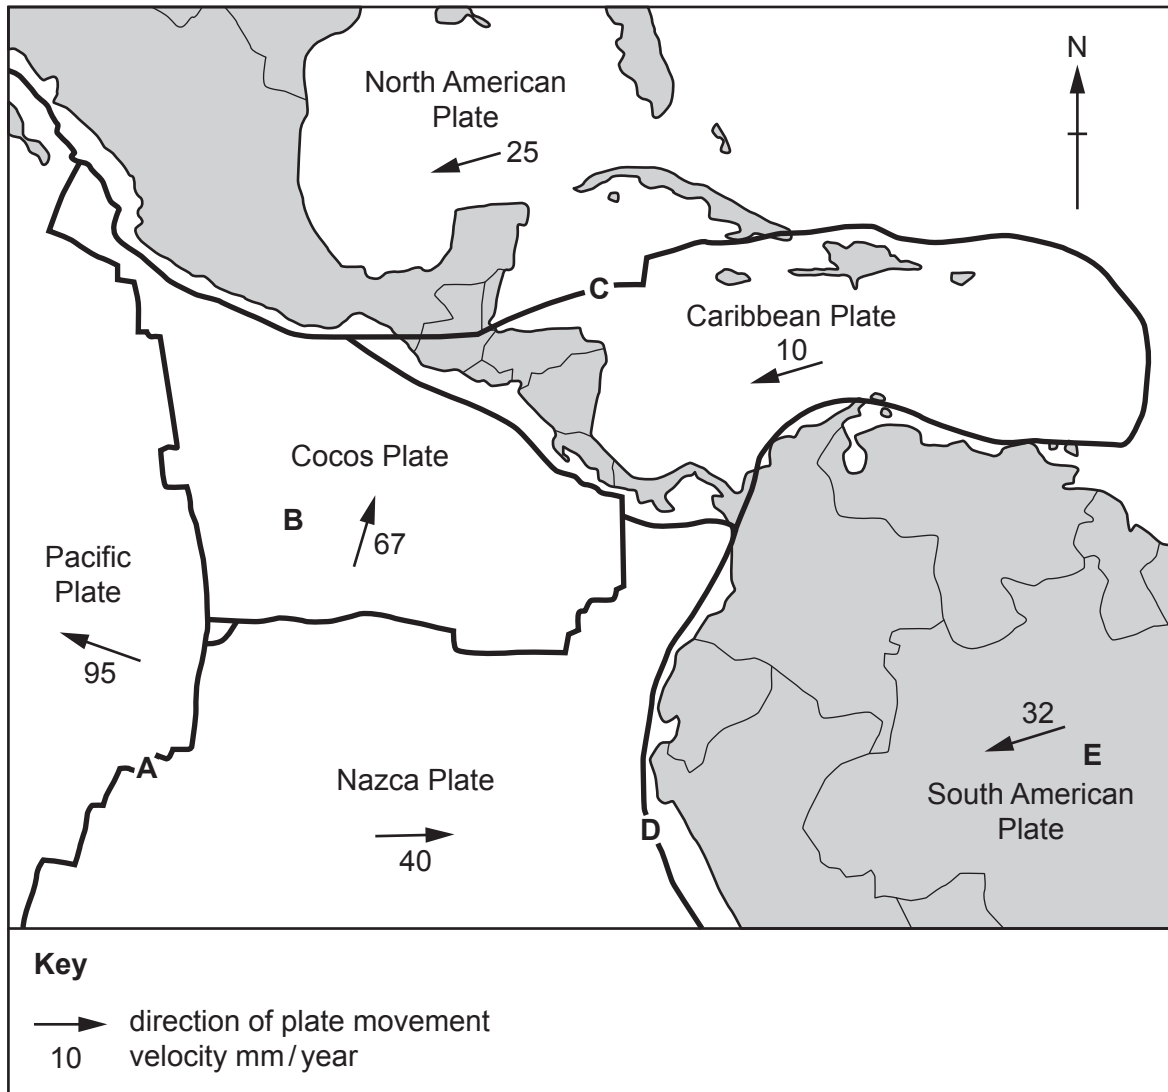 N
North American
Plate
25
C
Caribbean Plate
10
Cocos Plate
B
67
Pacific
Plate
95
A
Nazca Plate
40
D
32
E
South American
Plate
Key
direction of plate movement
10 velocity mm / year